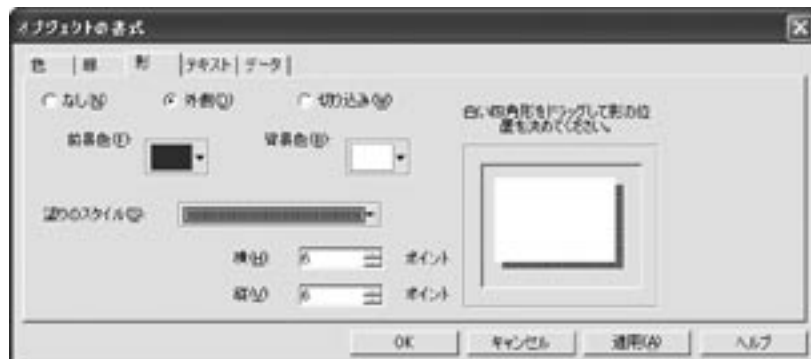 オブジェクトの書式
色 線 形 テキスト データ
なし(N) 外側(O) 切り込み(W)
前景色(F) 背景色(B)
白い四角形をドラッグして影の位
置を決めてください。
塗りのスタイル(S)
横(H) 6 ポイント
縦(V) 6 ポイント
OK キャンセル 適用(A) ヘルプ